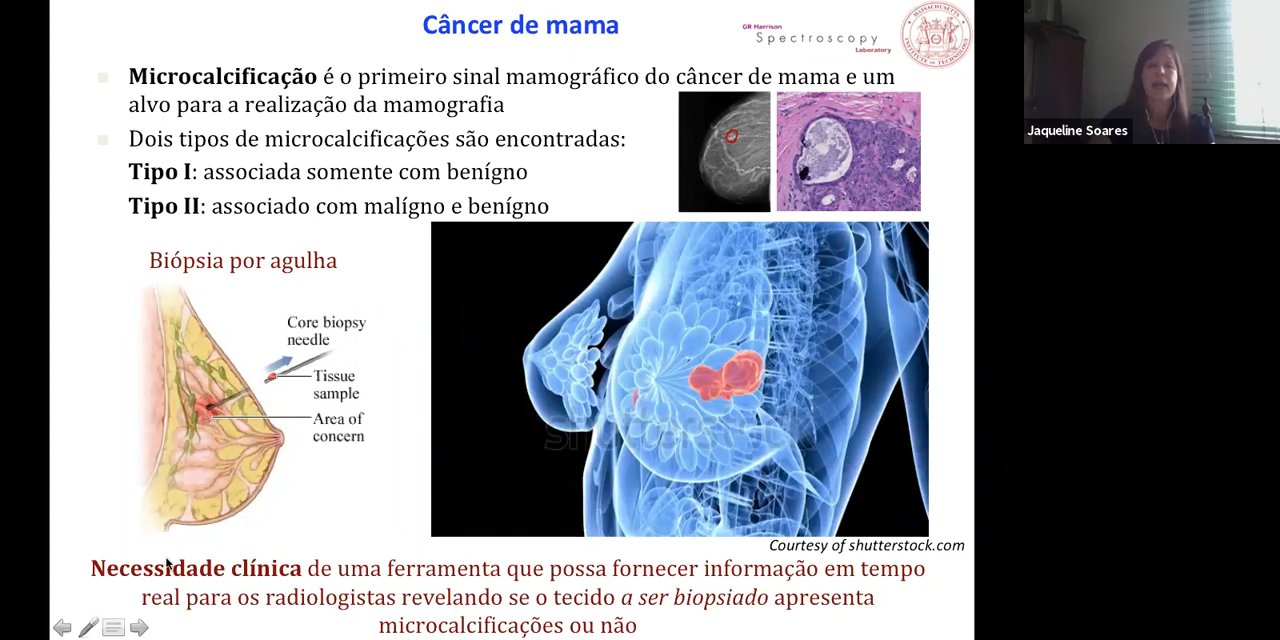 Câncer de mama
GR Harrison
Spectroscopy
Laboratory
MASSACHUSETTS
INSTITUTE OF TECHNOLOGY
Jaqueline Soares
Microcalcificação é o primeiro sinal mamográfico do câncer de mama e um
alvo para a realização da mamografia
Dois tipos de microcalcificações são encontradas:
Tipo I: associada somente com benígno
Tipo II: associado com malígno e benígno
Biópsia por agulha
Core biopsy
needle
Tissue
sample
Area of
concern
Courtesy of shutterstock.com
Necessidade clínica de uma ferramenta que possa fornecer informação em tempo
real para os radiologistas revelando se o tecido a ser biopsiado apresenta
microcalcificações ou não